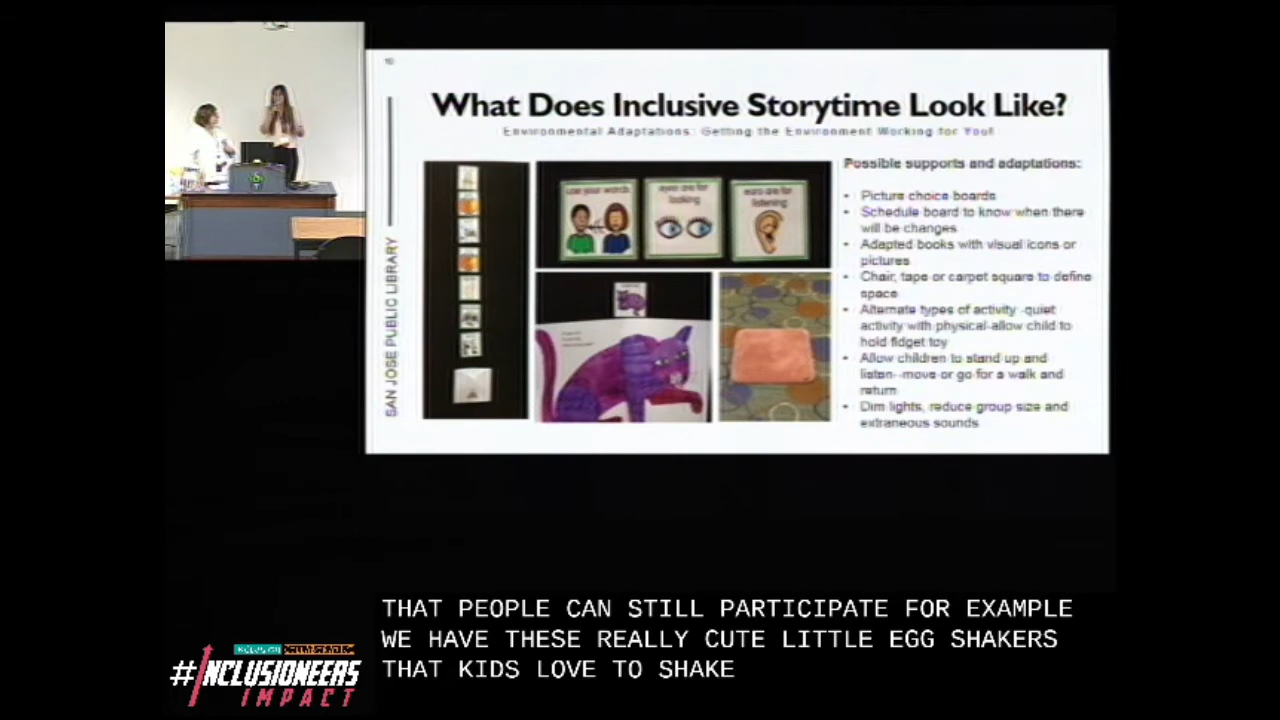 10
What Does Inclusive Storytime Look Like?
Environmental Adaptations: Getting the Environment Working for You!
SAN JOSE PUBLIC LIBRARY
use your words
eyes are for
looking
ears are for
listening
Possible supports and adaptations:
• Picture choice boards
• Schedule board to know when there
will be changes
• Adapted books with visual icons or
pictures
• Chair, tape or carpet square to define
space
• Alternate types of activity -quiet
activity with physical-allow child to
hold fidget toy
• Allow children to stand up and
listen--move or go for a walk and
return
• Dim lights, reduce group size and
extraneous sounds
THAT PEOPLE CAN STILL PARTICIPATE FOR EXAMPLE
WE HAVE THESE REALLY CUTE LITTLE EGG SHAKERS
THAT KIDS LOVE TO SHAKE
#INCLUSIONEERS
IMPACT